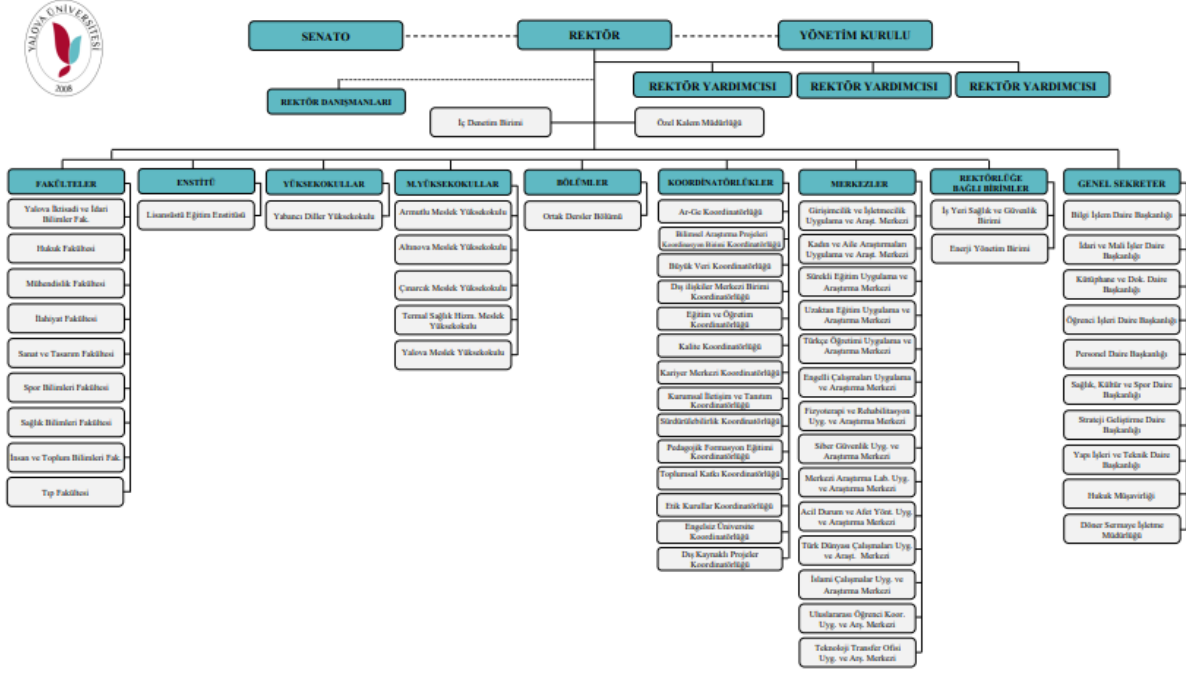 YALOVA ÜNİVERSİTESİ
2008
SENATO
REKTÖR
YÖNETİM KURULU
REKTÖR YARDIMCISI
REKTÖR YARDIMCISI
REKTÖR YARDIMCISI
REKTÖR DANIŞMANLARI
İç Denetim Birimi
Özel Kalem Müdürlüğü
FAKÜLTELER
Yalova İktisadi ve İdari
Bilimler Fak.
Hukuk Fakültesi
Mühendislik Fakültesi
İlahiyat Fakültesi
Sanat ve Tasarım Fakültesi
Spor Bilimleri Fakültesi
Sağlık Bilimleri Fakültesi
İnsan ve Toplum Bilimleri Fak.
Tıp Fakültesi
ENSTİTÜ
Lisansüstü Eğitim Enstitüsü
YÜKSEKOKULLAR
Yabancı Diller Yüksekokulu
M.YÜKSEKOKULLAR
Armutlu Meslek Yüksekokulu
Altınova Meslek Yüksekokulu
Çınarcık Meslek Yüksekokulu
Termal Sağlık Hizm. Meslek
Yüksekokulu
Yalova Meslek Yüksekokulu
BÖLÜMLER
Ortak Dersler Bölümü
KOORDİNATÖRLÜKLER
Ar-Ge Koordinatörlüğü
Bilimsel Araştırma Projeleri
Koordinasyon Birimi Koordinatörlüğü
Büyük Veri Koordinatörlüğü
Dış ilişkiler Merkezi Birimi
Koordinatörlüğü
Eğitim ve Öğretim
Koordinatörlüğü
Kalite Koordinatörlüğü
Kariyer Merkezi Koordinatörlüğü
Kurumsal İletişim ve Tanıtım
Koordinatörlüğü
Sürdürülebilirlik Koordinatörlüğü
Pedagojik Formasyon Eğitimi
Koordinatörlüğü
Toplumsal Katkı Koordinatörlüğü
Etik Kurullar Koordinatörlüğü
Engelsiz Üniversite
Koordinatörlüğü
Dış Kaynaklı Projeler
Koordinatörlüğü
MERKEZLER
Girişimcilik ve İşletmecilik
Uygulama ve Araşt. Merkezi
Kadın ve Aile Araştırmaları
Uygulama ve Araşt. Merkezi
Sürekli Eğitim Uygulama ve
Araştırma Merkezi
Uzaktan Eğitim Uygulama ve
Araştırma Merkezi
Türkçe Öğretimi Uygulama ve
Araştırma Merkezi
Engelli Çalışmaları Uygulama
ve Araştırma Merkezi
Fizyoterapi ve Rehabilitasyon
Uyg. ve Araştırma Merkezi
Siber Güvenlik Uyg. ve
Araştırma Merkezi
Merkezi Araştırma Lab. Uyg.
ve Araştırma Merkezi
Acil Durum ve Afet Yönt. Uyg.
ve Araştırma Merkezi
Türk Dünyası Çalışmaları Uyg.
ve Araşt. Merkezi
İslami Çalışmalar Uyg. ve
Araştırma Merkezi
Uluslararası Öğrenci Koor.
Uyg. ve Arş. Merkezi
Teknoloji Transfer Ofisi
Uyg. ve Arş. Merkezi
REKTÖRLÜĞE
BAĞLI BİRİMLER
İş Yeri Sağlık ve Güvenlik
Birimi
Enerji Yönetim Birimi
GENEL SEKRETER
Bilgi İşlem Daire Başkanlığı
İdari ve Mali İşler Daire
Başkanlığı
Kütüphane ve Dok. Daire
Başkanlığı
Öğrenci İşleri Daire Başkanlığı
Personel Daire Başkanlığı
Sağlık, Kültür ve Spor Daire
Başkanlığı
Strateji Geliştirme Daire
Başkanlığı
Yapı İşleri ve Teknik Daire
Başkanlığı
Hukuk Müşavirliği
Döner Sermaye İşletme
Müdürlüğü